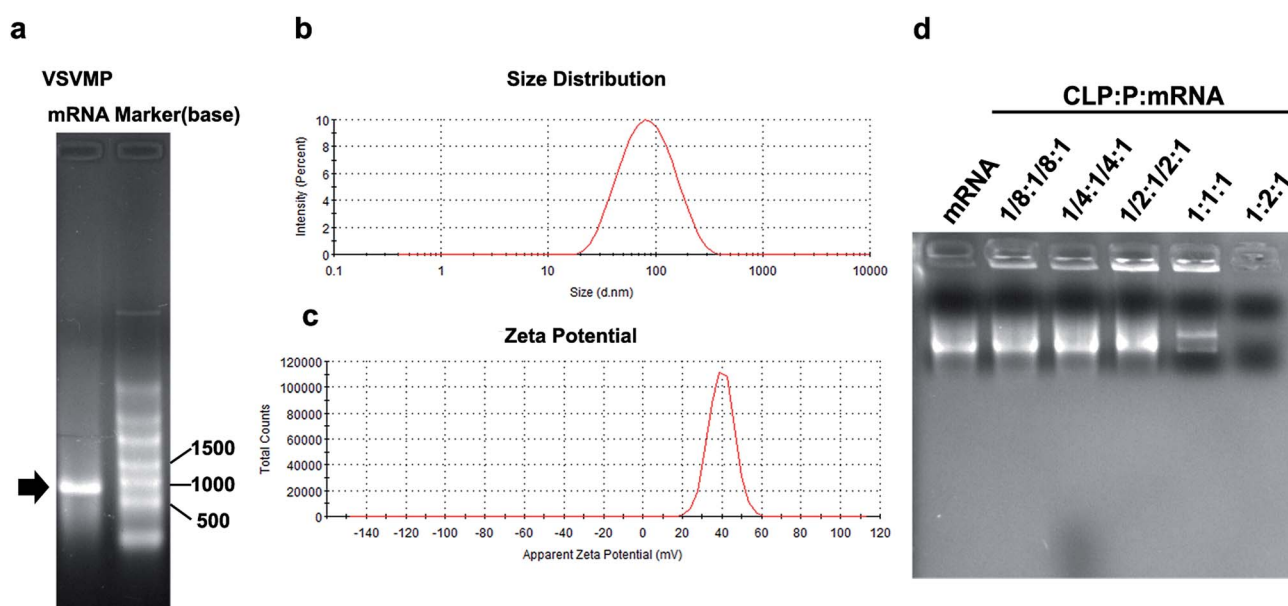 a
VSVMP
mRNA Marker(base)
1500
1000
500
b
Size Distribution
Intensity (Percent)
10
8
6
4
2
0
0.1 1 10 100 1000 10000
Size (d.nm)
c
Zeta Potential
Total Counts
120000
100000
80000
60000
40000
20000
0
-140 -120 -100 -80 -60 -40 -20 0 20 40 60 80 100 120
Apparent Zeta Potential (mV)
d
CLP:P:mRNA
mRNA 1/8:1/8:1 1/4:1/4:1 1/2:1/2:1 1:1:1 1:2:1